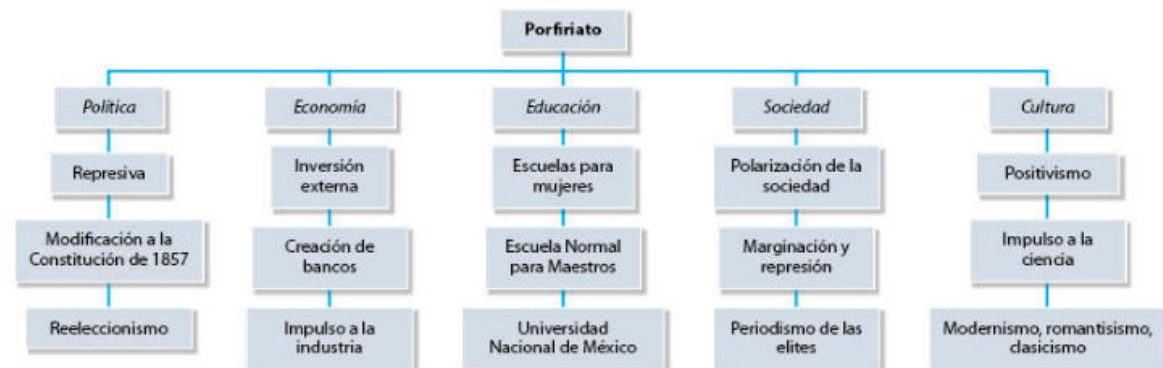 Porfiriato
Política
Represiva
Modificación a la
Constitución de 1857
Reeleccionismo
Economía
Inversión
externa
Creación de
bancos
Impulso a la
industria
Educación
Escuelas para
mujeres
Escuela Normal
para Maestros
Universidad
Nacional de México
Sociedad
Polarización de la
sociedad
Marginación y
represión
Periodismo de las
elites
Cultura
Positivismo
Impulso a la
ciencia
Modernismo, romantisismo,
clasicismo